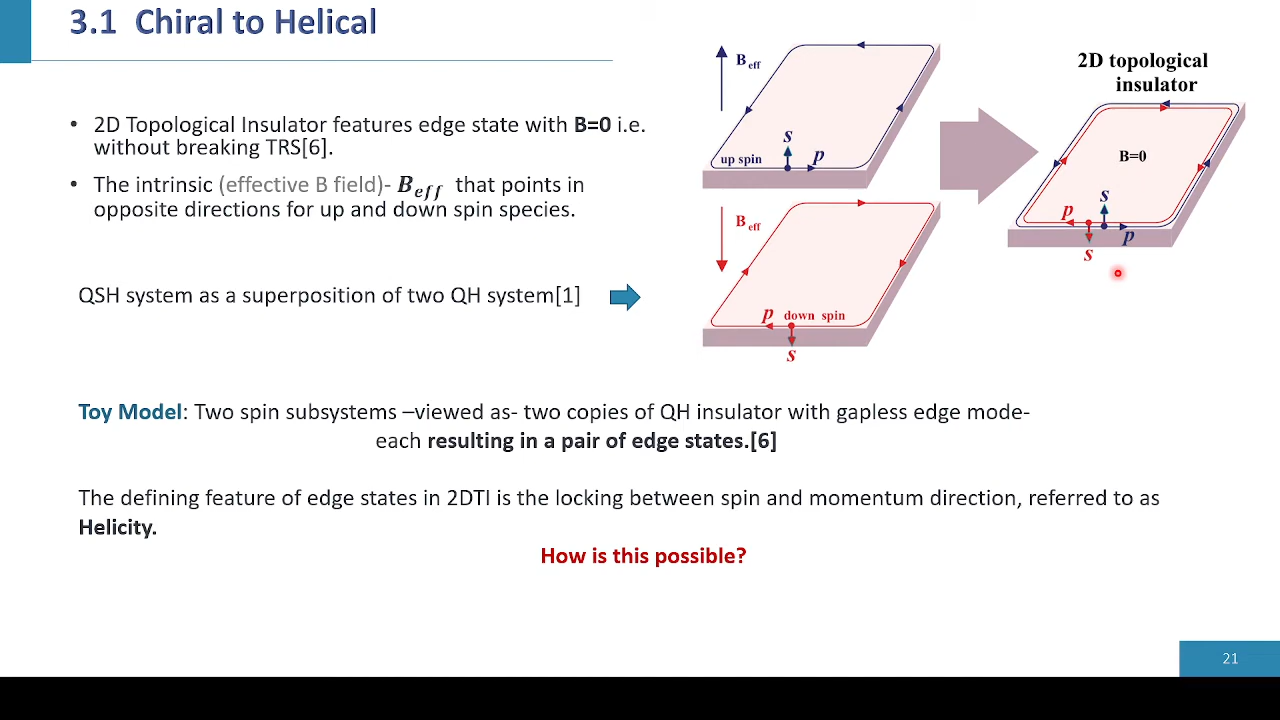 3.1 Chiral to Helical
• 2D Topological Insulator features edge state with B=0 i.e.
without breaking TRS[6].
• The intrinsic (effective B field)- B_eff that points in
opposite directions for up and down spin species.
QSH system as a superposition of two QH system[1]
B eff
s
p
up spin
B eff
p down spin
s
2D topological
insulator
B=0
s
p
p
s
Toy Model: Two spin subsystems –viewed as- two copies of QH insulator with gapless edge mode-
each resulting in a pair of edge states.[6]
The defining feature of edge states in 2DTI is the locking between spin and momentum direction, referred to as
Helicity.
How is this possible?
21